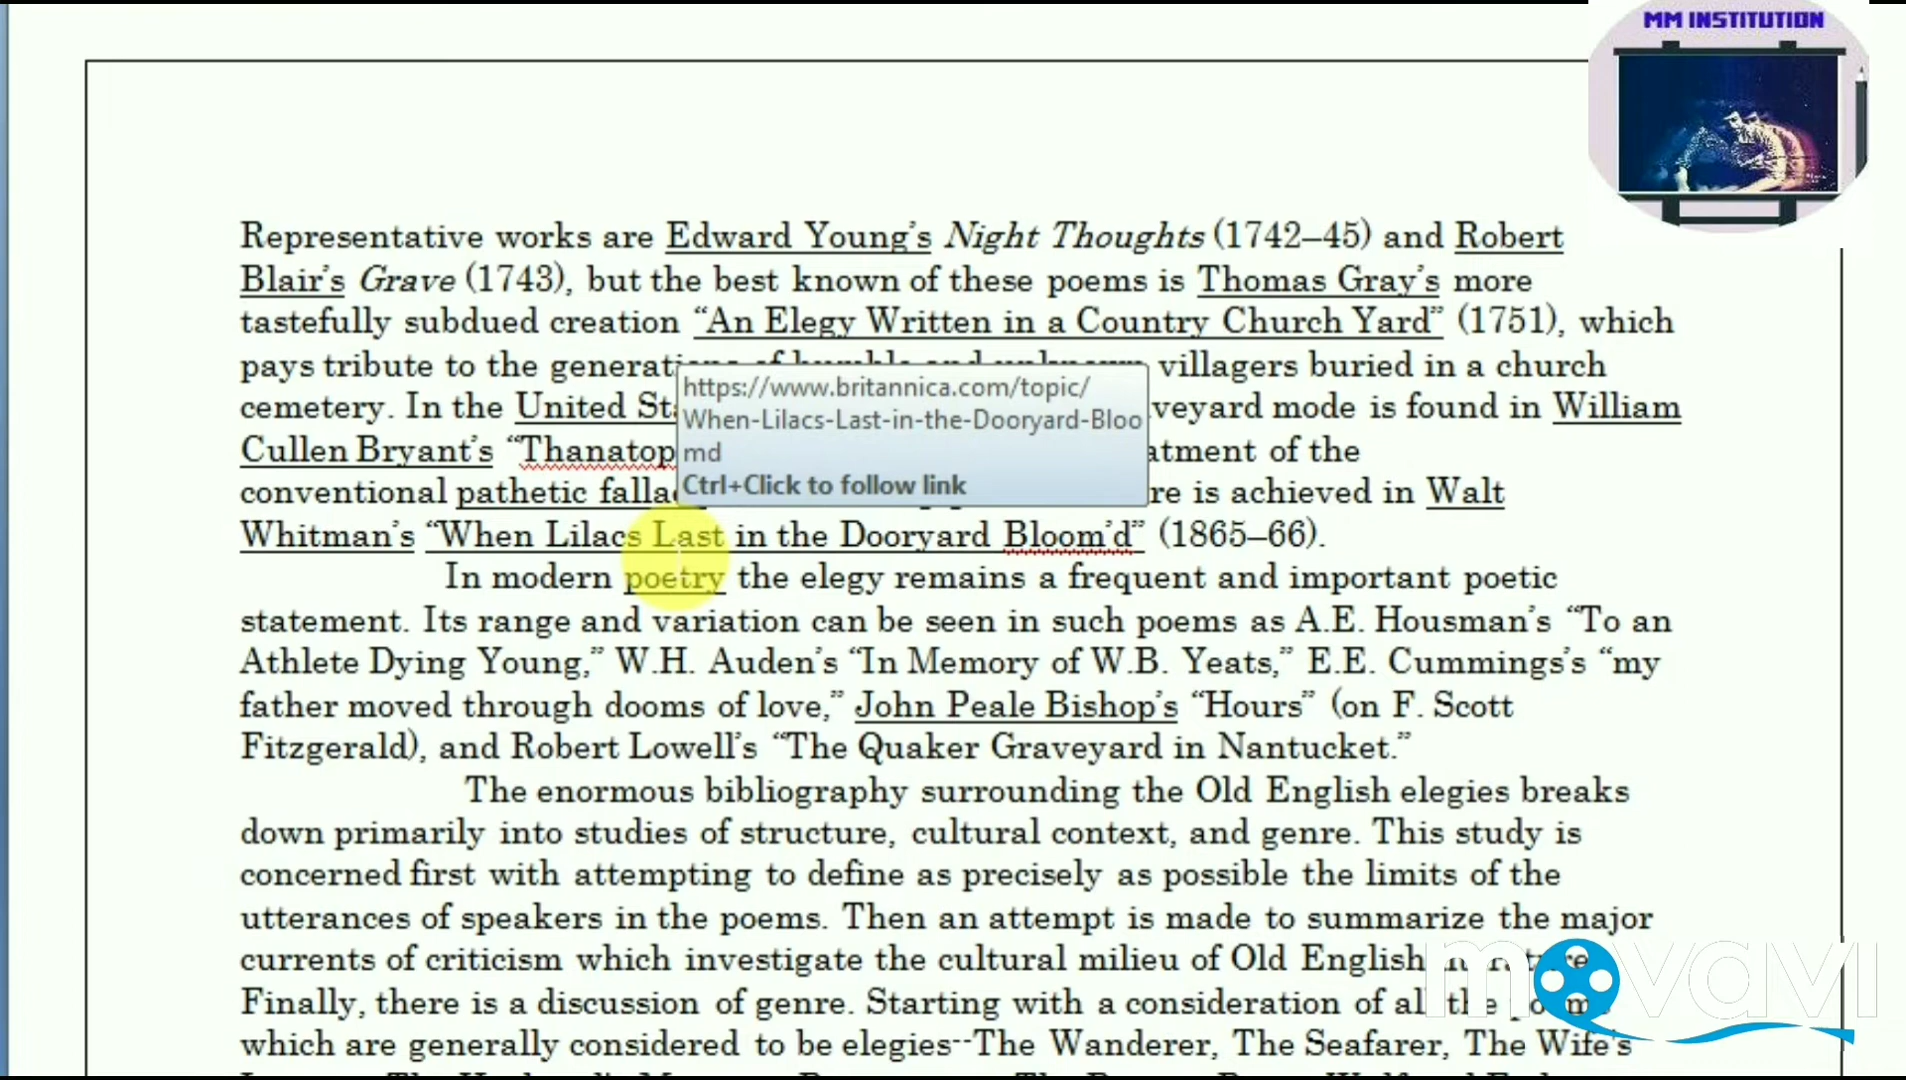 MM INSTITUTION
Representative works are Edward Young's Night Thoughts (1742–45) and Robert
Blair's Grave (1743), but the best known of these poems is Thomas Gray's more
tastefully subdued creation “An Elegy Written in a Country Church Yard” (1751), which
pays tribute to the generations of humble and unknown villagers buried in a church
https://www.britannica.com/topic/
cemetery. In the United veyard mode is found in William
When-Lilacs-Last-in-the-Dooryard-Bloo
md
Cullen Bryant's “Thanatop atment of the
Ctrl+Click to follow link
conventional pathetic re is achieved in Walt
Whitman's “When Lilacs Last in the Dooryard Bloom'd” (1865–66).
In modern poetry the elegy remains a frequent and important poetic
statement. Its range and variation can be seen in such poems as A.E. Housman's “To an
Athlete Dying Young,” W.H. Auden's “In Memory of W.B. Yeats,” E.E. Cummings's “my
father moved through dooms of love,” John Peale Bishop's “Hours” (on F. Scott
Fitzgerald), and Robert Lowell's “The Quaker Graveyard in Nantucket.”
The enormous bibliography surrounding the Old English elegies breaks
down primarily into studies of structure, cultural context, and genre. This study is
concerned first with attempting to define as precisely as possible the limits of the
utterances of speakers in the poems. Then an attempt is made to summarize the major
currents of criticism which investigate the cultural milieu of Old English
Finally, there is a discussion of genre. Starting with a consideration of all the
which are generally considered to be elegies--The Wanderer, The Seafarer, The Wife's
movavi